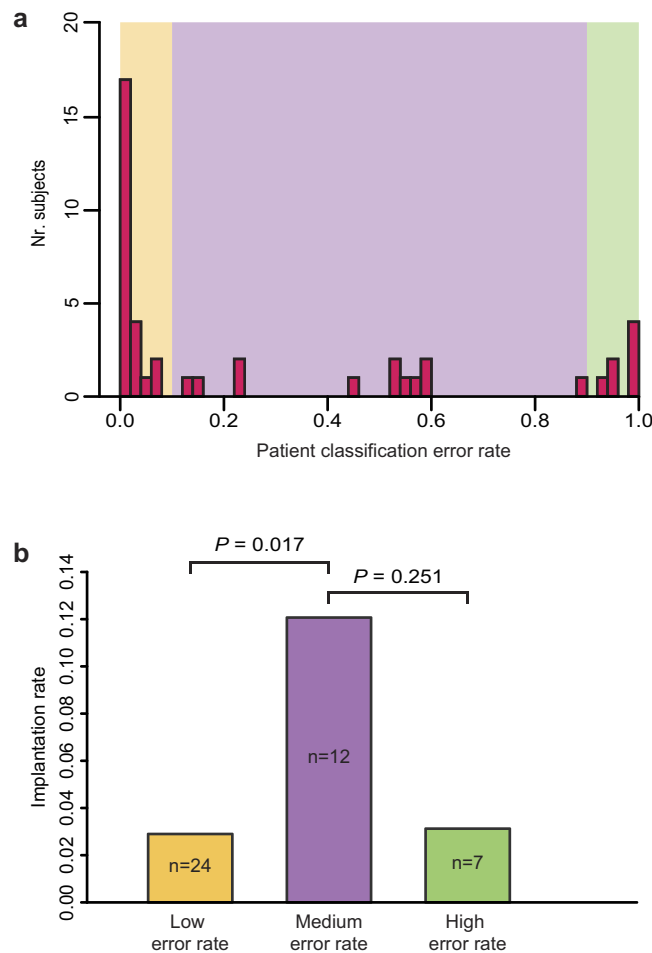 a
20
15
10
5
0
Nr. subjects
0.0 0.2 0.4 0.6 0.8 1.0
Patient classification error rate
b
P = 0.017
P = 0.251
0.14
0.12
0.10
0.08
0.06
0.04
0.02
0.00
Implantation rate
n=24
n=12
n=7
Low error rate
Medium error rate
High error rate